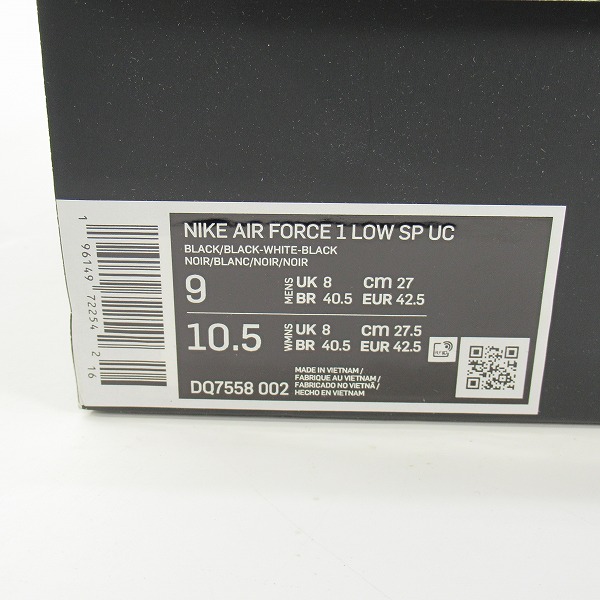 NIKE AIR FORCE 1 LOW SP UC
BLACK/BLACK-WHITE-BLACK
NOIR/BLANC/NOIR/NOIR
9 MENS UK 8 cm 27
BR 40.5 EUR 42.5
10.5 WMNS UK 8 cm 27.5
BR 40.5 EUR 42.5
DQ7558 002
MADE IN VIETNAM /
FABRIQUE AU VIETNAM /
FABRICADO NO VIETNÃ /
HECHO EN VIETNAM
1 96149 72254 2 16